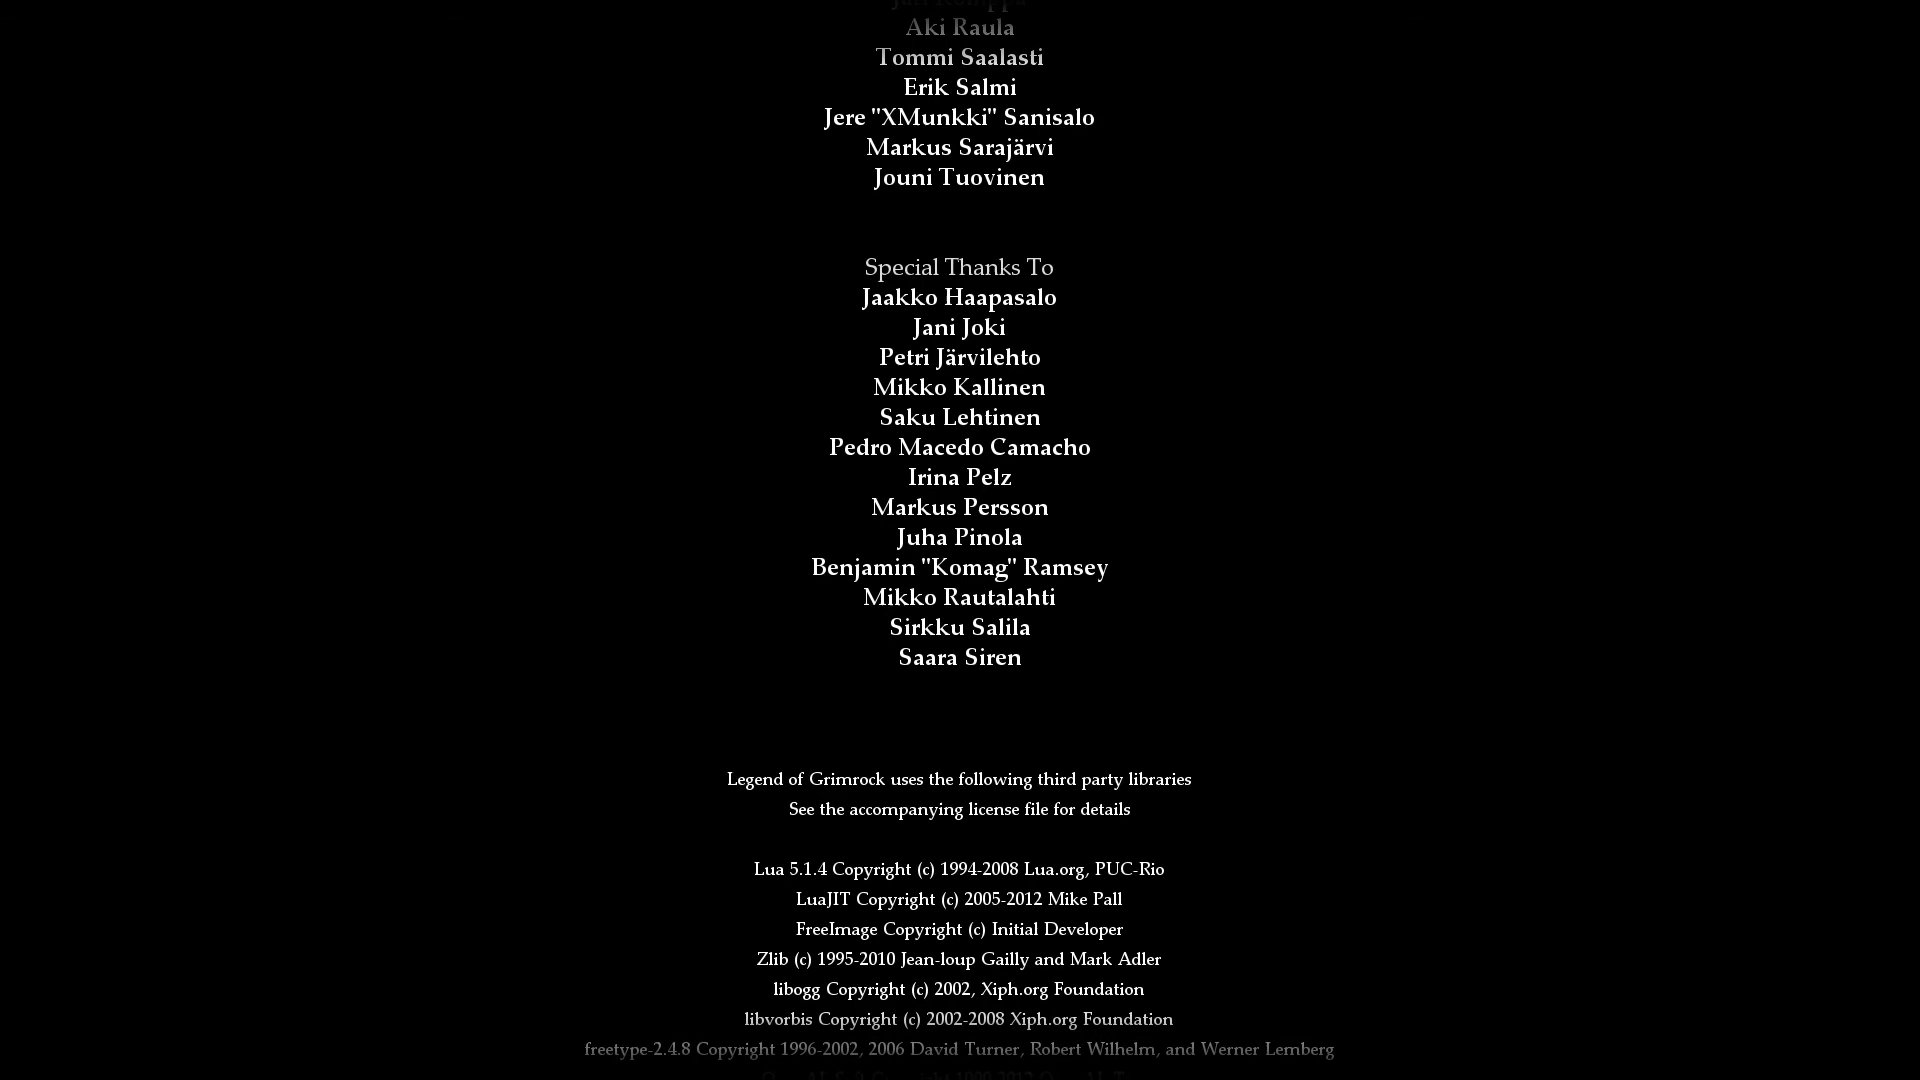 Aki Raula
Tommi Saalasti
Erik Salmi
Jere "XMunkki" Sanisalo
Markus Sarajärvi
Jouni Tuovinen
Special Thanks To
Jaakko Haapasalo
Jani Joki
Petri Järvilehto
Mikko Kallinen
Saku Lehtinen
Pedro Macedo Camacho
Irina Pelz
Markus Persson
Juha Pinola
Benjamin "Komag" Ramsey
Mikko Rautalahti
Sirkku Salila
Saara Siren
Legend of Grimrock uses the following third party libraries
See the accompanying license file for details
Lua 5.1.4 Copyright (c) 1994-2008 Lua.org, PUC-Rio
LuaJIT Copyright (c) 2005-2012 Mike Pall
FreeImage Copyright (c) Initial Developer
Zlib (c) 1995-2010 Jean-loup Gailly and Mark Adler
libogg Copyright (c) 2002, Xiph.org Foundation
libvorbis Copyright (c) 2002-2008 Xiph.org Foundation
freetype-2.4.8 Copyright 1996-2002, 2006 David Turner, Robert Wilhelm, and Werner Lemberg